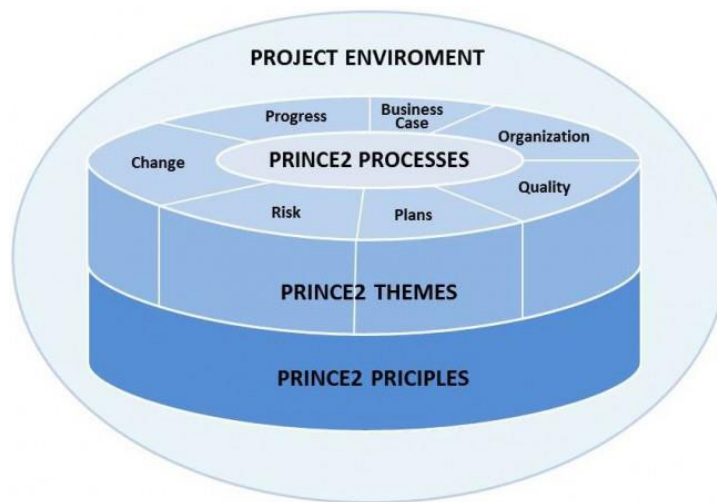 PROJECT ENVIROMENT
Progress
Business
Case
Organization
Change
PRINCE2 PROCESSES
Quality
Risk
Plans
PRINCE2 THEMES
PRINCE2 PRICIPLES